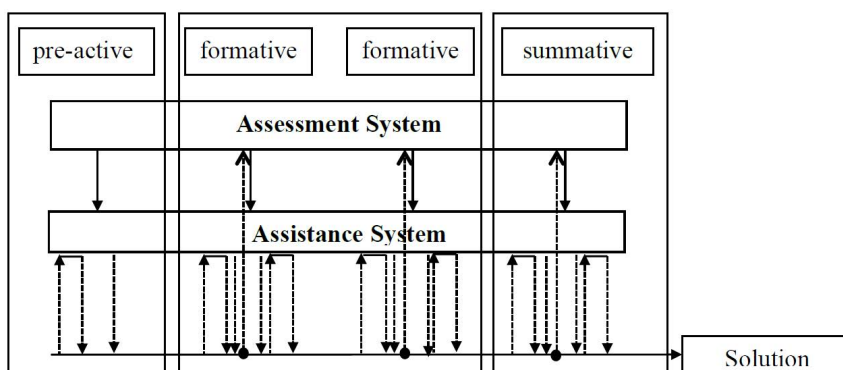 pre-active
formative
formative
summative
Assessment System
Assistance System
Solution